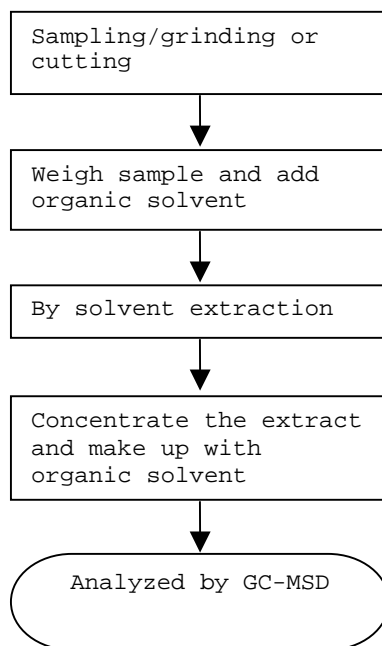 Sampling/grinding or
cutting
Weigh sample and add
organic solvent
By solvent extraction
Concentrate the extract
and make up with
organic solvent
Analyzed by GC-MSD